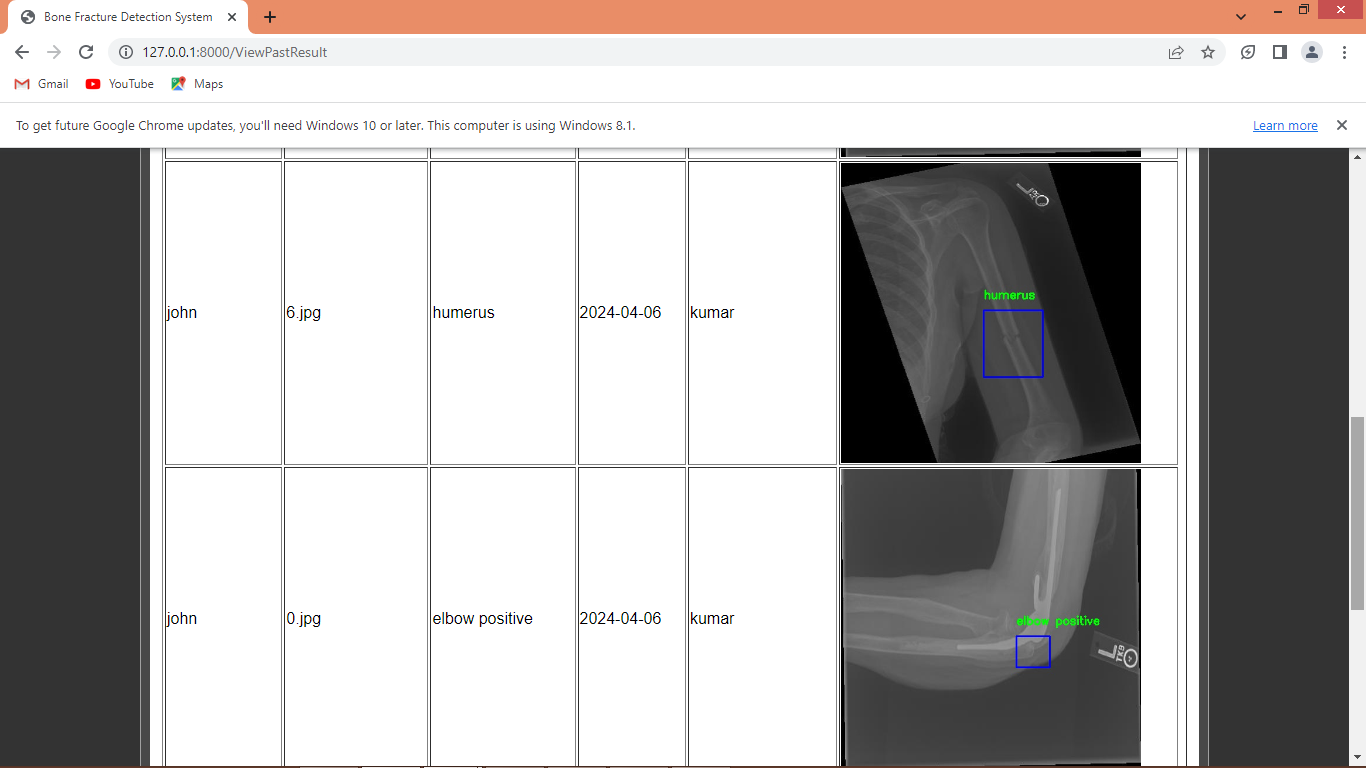 Bone Fracture Detection System
127.0.0.1:8000/ViewPastResult
Gmail YouTube Maps
To get future Google Chrome updates, you'll need Windows 10 or later. This computer is using Windows 8.1. Learn more
john 6.jpg humerus 2024-04-06 kumar
humerus
john 0.jpg elbow positive 2024-04-06 kumar
elbow positive